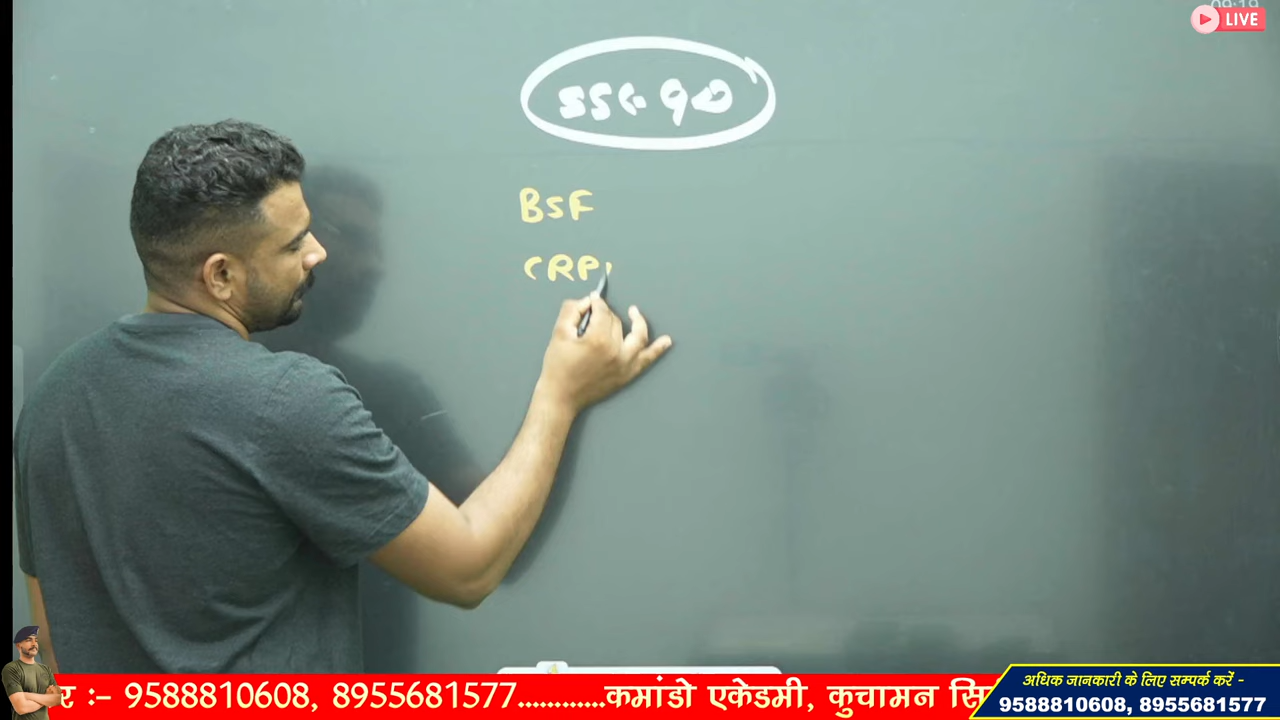 LIVE
SSC GD
BSF
CRP
र :- 9588810608, 8955681577............कमांडो एकेडमी, कुचामन सि
अधिक जानकारी के लिए सम्पर्क करें -
9588810608, 8955681577